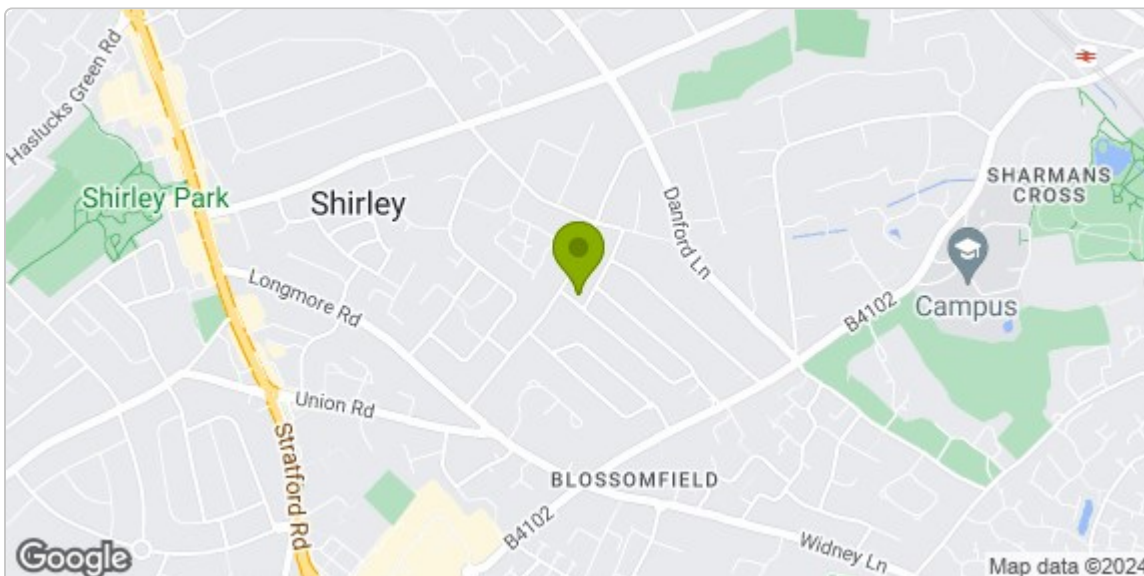 Haslucks Green Rd
Shirley Park
Shirley
Danford Ln
SHARMANS
CROSS
Longmore Rd
Campus
B4102
Union Rd
Stratford Rd
BLOSSOMFIELD
B4102
Widney Ln
Google
Map data ©2024